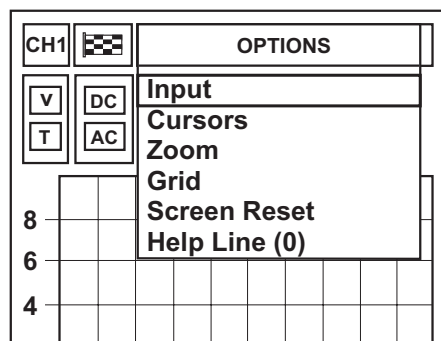 CH1 OPTIONS
V DC Input
T AC Cursors
Zoom
Grid
Screen Reset
Help Line (0)
8
6
4